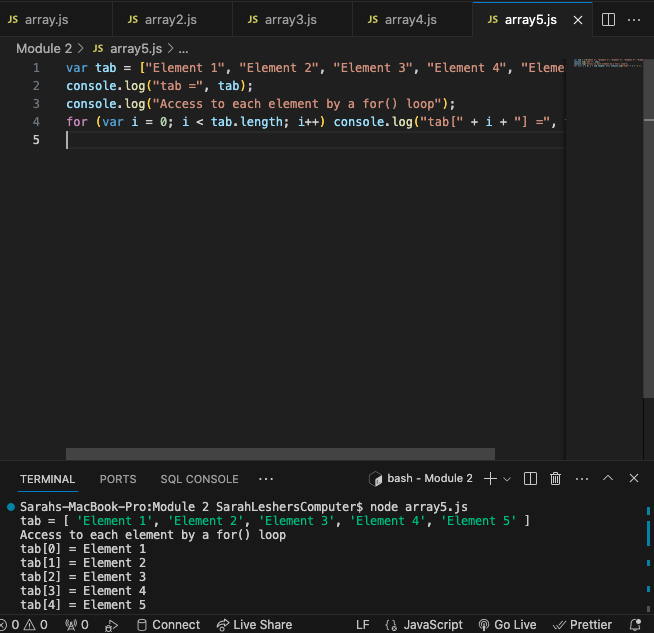 JS array.js JS array2.js JS array3.js JS array4.js JS array5.js
Module 2 > JS array5.js > ...
1 var tab = ["Element 1", "Element 2", "Element 3", "Element 4", "Eleme
2 console.log("tab =", tab);
3 console.log("Access to each element by a for() loop");
4 for (var i = 0; i < tab.length; i++) console.log("tab[" + i + "] =",
5
TERMINAL PORTS SQL CONSOLE ... bash - Module 2
Sarahs-MacBook-Pro:Module 2 SarahLeshersComputer$ node array5.js
tab = [ 'Element 1', 'Element 2', 'Element 3', 'Element 4', 'Element 5' ]
Access to each element by a for() loop
tab[0] = Element 1
tab[1] = Element 2
tab[2] = Element 3
tab[3] = Element 4
tab[4] = Element 5
0 0 0 Connect Live Share LF {} JavaScript Go Live Prettier